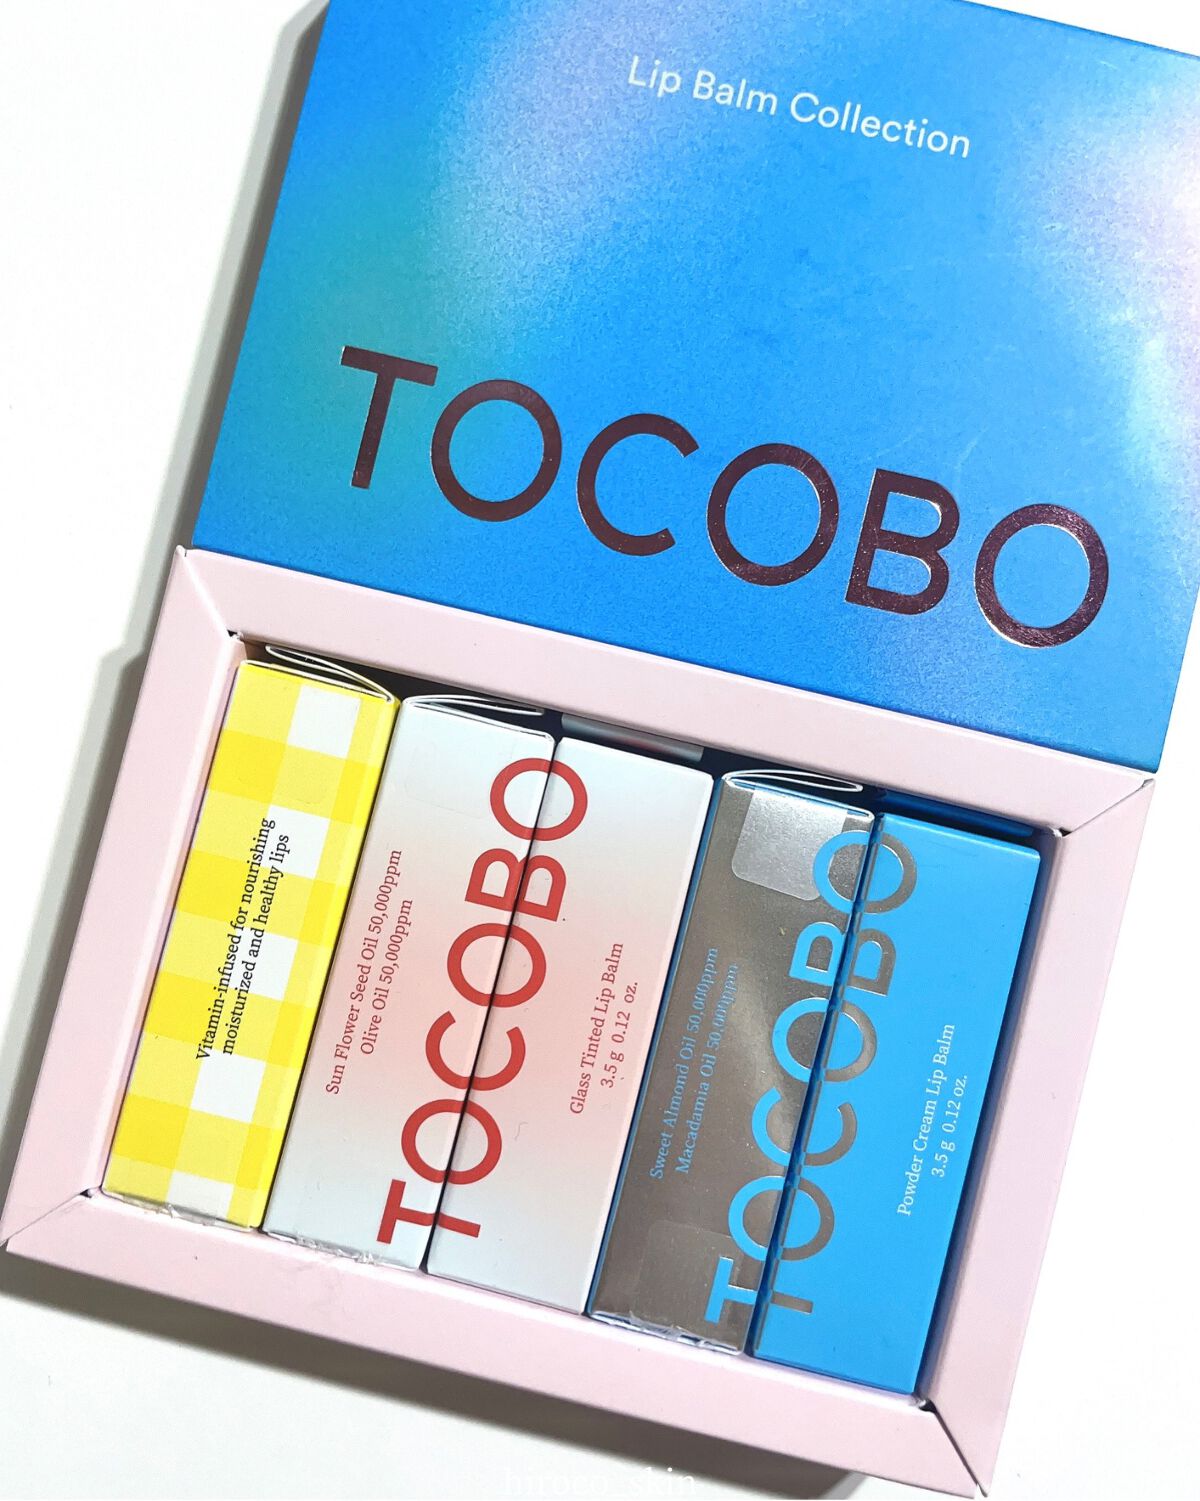 Lip Balm Collection
TOCOBO
Vitamin-infused for nourishing
moisturized and healthy lips
Sun Flower Seed Oil 50,000ppm
Olive Oil 50,000ppm
TOCOBO
Glass Tinted Lip Balm
3.5 g 0.12 oz.
Sweet Almond Oil 50,000ppm
Macadamia Oil 50,000ppm
TOCOBO
Powder Cream Lip Balm
3.5 g 0.12 oz.
hiroco_skin